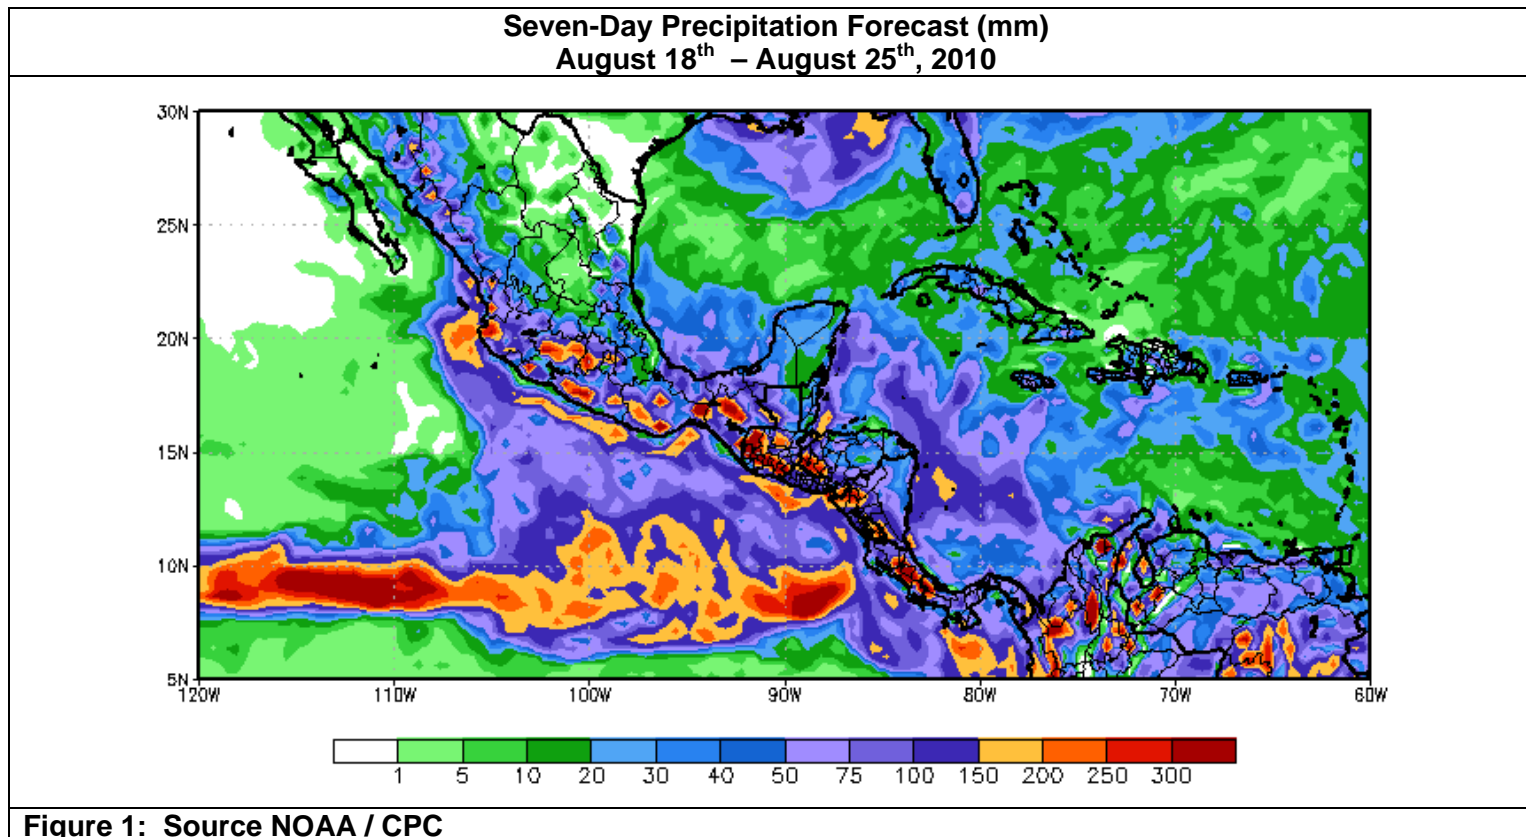 Seven-Day Precipitation Forecast (mm)
August 18th – August 25th, 2010
30N
25N
20N
15N
10N
5N
120W 110W 100W 90W 80W 70W 60W
1 5 10 20 30 40 50 75 100 150 200 250 300
Figure 1: Source NOAA / CPC